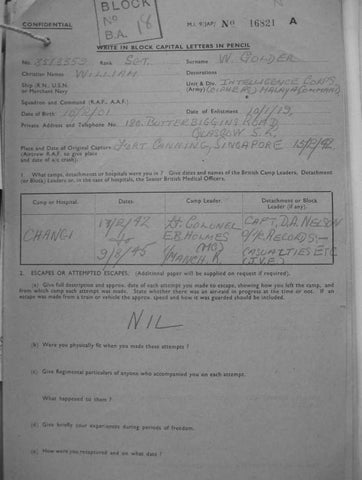 BLOCK
No
B.A. 18
CONFIDENTIAL
M.I. 9/JAP/ No 16821 A
WRITE IN BLOCK CAPITAL LETTERS IN PENCIL
No. Rank SGT. Surname W. GOLDER
Christian Names WILLIAM Decorations
Ship (R.N., U.S.N. or Merchant Navy) Unit Div (Army) INTELLIGENCE CORPS (CIPHERS) MALAYA COMMAND
Squadron and Command (R.A.F., A.A.F.)
Date of Birth 10/2/01 Date of Enlistment 19/1/19
Private Address and Telephone No. 180 BUTTERBIGGINS ROAD
GLASGOW S.2.
Place and Date of Original Capture FORT CANNING, SINGAPORE 15/2/42
(Aircrew R.A.F. to give place
and date of a/c crash).
1. What camps, detachments or hospitals were you in? Give dates and names of the British Camp Leaders, Detachment
(or Block) Leaders or, in the case of hospitals, the Senior British Medical Officers.
Camp or Hospital. Dates Camp Leader. Detachment or Block Leader (if any).
CHANGI 17/2/42 to 9/9/45 Lt. COLONEL E.B. HOLMES (MC) MANCH. R. CAPT. D.A. NELSON
RECORDS:-
CASUALTIES ETC
2. ESCAPES OR ATTEMPTED ESCAPES. (Additional paper will be supplied on request if required).
(a) Give full description and approx. date of each attempt you made to escape, showing how you left the camp, and
from which camp each attempt was made. State whether there was an air-raid in progress at the time or not. If an
escape was made from a train or vehicle the approx. speed and how it was guarded should be included.
NIL
(b) Were you physically fit when you made these attempts?
(c) Give Regimental particulars of anyone who accompanied you on each attempt.
What happened to them?
(d) Give briefly your experiences during periods of freedom.
(e) How were you recaptured and on what date?